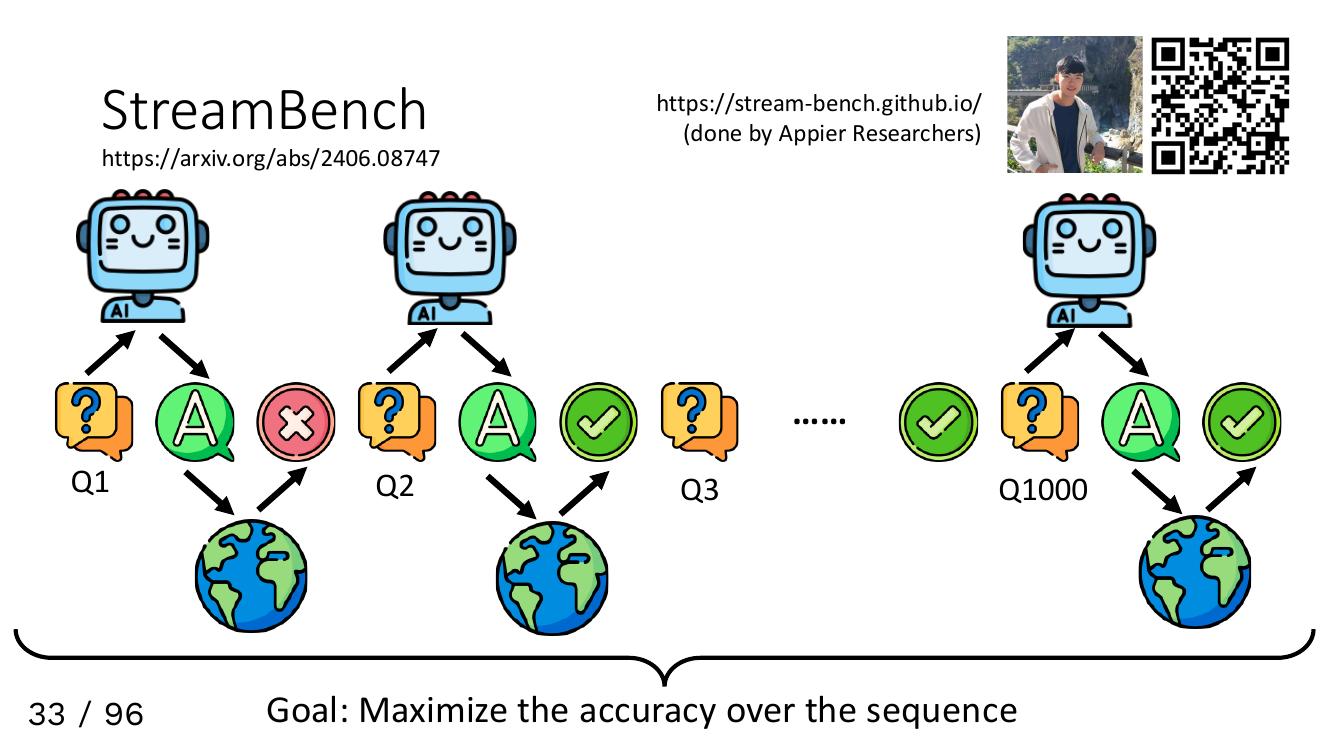 StreamBench
https://arxiv.org/abs/2406.08747
https://stream-bench.github.io/
(done by Appier Researchers)
AI
AI
AI
? A ? A ? ...... ? A
Q1
Q2
Q3
Q1000
33 / 96
Goal: Maximize the accuracy over the sequence